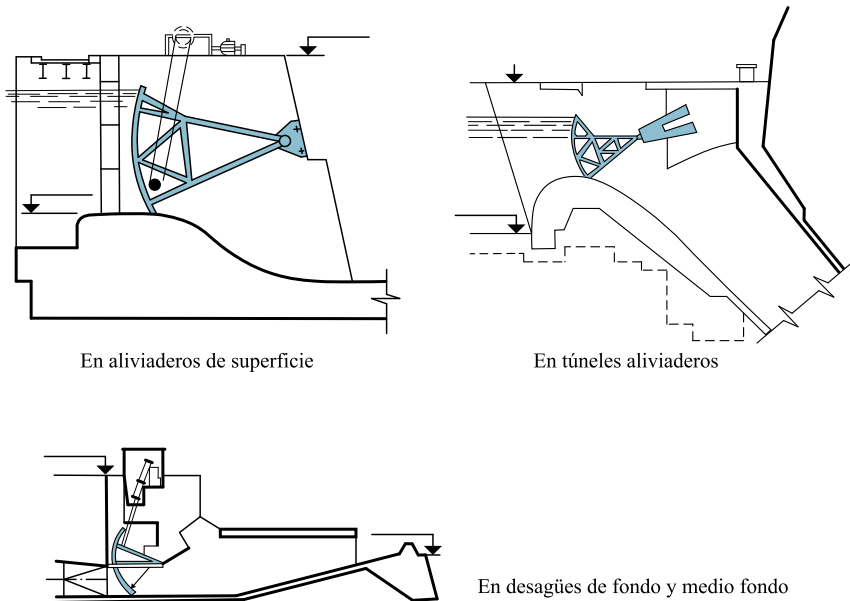 En aliviaderos de superficie
En túneles aliviaderos
En desagües de fondo y medio fondo